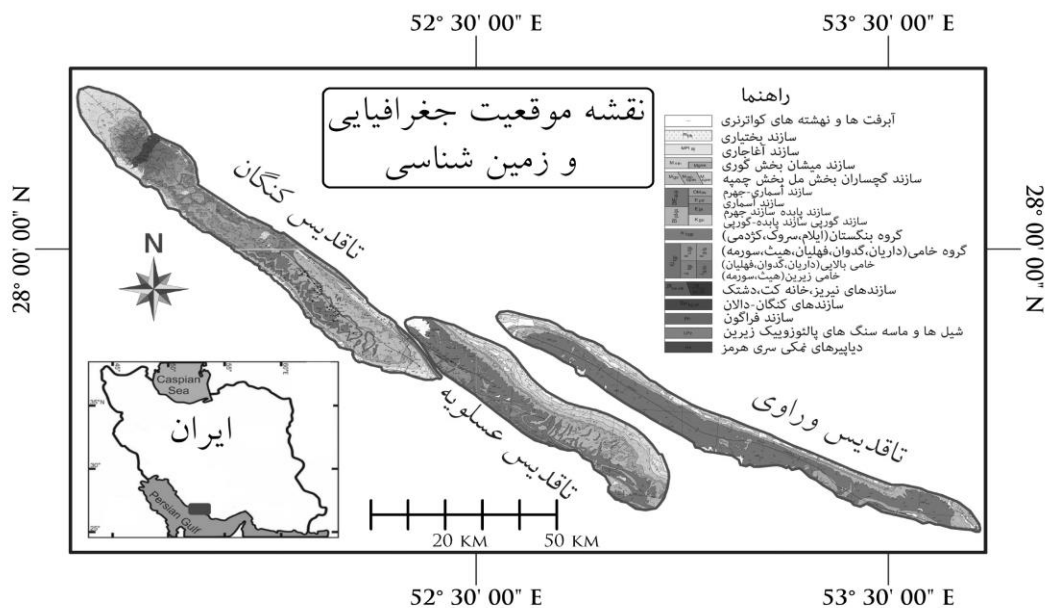 52° 30' 00" E
53° 30' 00" E
نقشه موقعیت جغرافیایی
و زمین شناسی
راهنما
آبرفت ها و نهشته های کواترنری
سازند بختیاری
سازند آغاجاری
سازند میشان بخش گوری
سازند گچساران بخش مل بخش چمپه
سازند آسماری-جهرم
سازند آسماری
سازند پابده سازند جهرم
سازند گورپی سازند پابده-گورپی
گروه بنگستان(ایلام،سروک،کژدمی)
گروه خامی(داریان،گدوان،فهلیان،هیث،سورمه)
خامی بالایی(داریان،گدوان،فهلیان)
خامی زیرین(هیث،سورمه)
سازندهای نیریز،خانه کت،دشتک
سازندهای کنگان-دالان
سازند فراگون
شیل ها و ماسه سنگ های پالئوزوییک زیرین
دیاپیرهای نمکی سری هرمز
28° 00' 00" N
28° 00' 00" N
N
تاقدیس کنگان
تاقدیس عسلویه
تاقدیس وراوی
Caspian
Sea
ایران
Persian Gulf
20 KM
50 KM
52° 30' 00" E
53° 30' 00" E